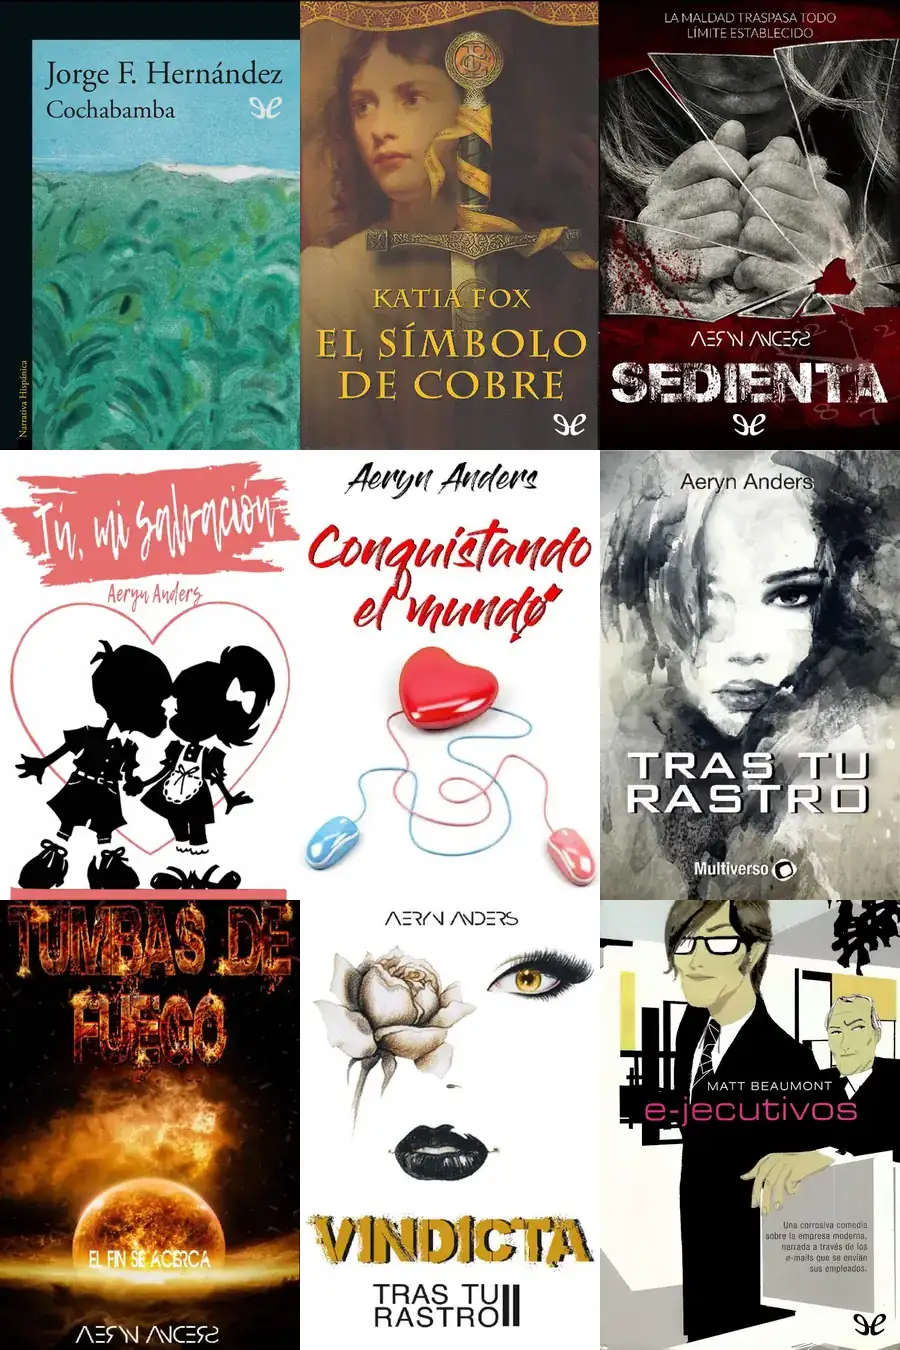 Jorge F. Hernández
Cochabamba
Narrativa Hispánica
KATIA FOX
EL SÍMBOLO
DE COBRE
LA MALDAD TRASPASA TODO
LÍMITE ESTABLECIDO
AERYN ANDERS
SEDIENTA
Tú, mi salvación
Aeryn Anders
Aeryn Anders
Conquistando
el mundo
Aeryn Anders
TRAS TU
RASTRO
Multiverso
TUMBAS DE
FUEGO
EL FIN SE ACERCA
AERYN ANDERS
AERYN ANDERS
VINDICTA
TRAS TU
RASTRO II
MATT BEAUMONT
e-jecutivos
Una corrosiva comedia
sobre la empresa moderna,
narrada a través de los
e-mails que se envían
sus empleados.